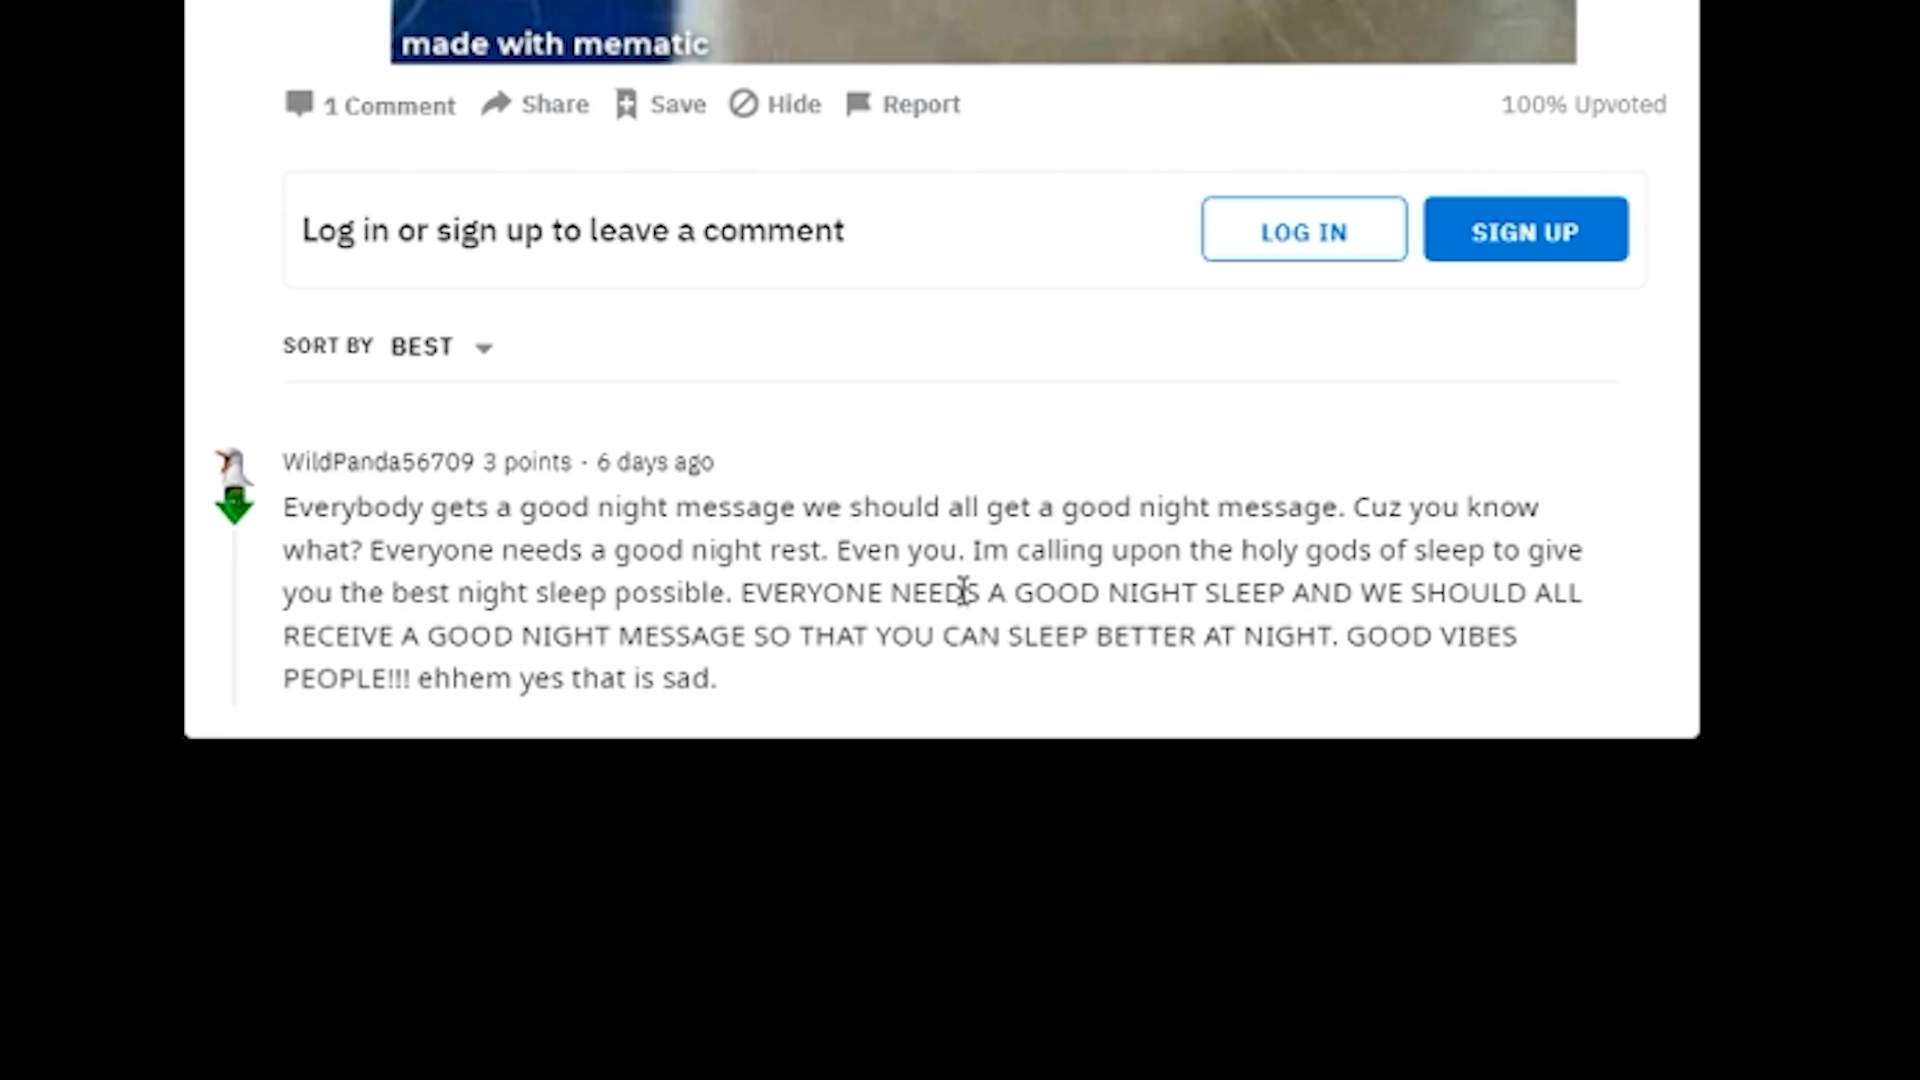 made with mematic
1 Comment Share Save Hide Report 100% Upvoted
Log in or sign up to leave a comment LOG IN SIGN UP
SORT BY BEST
WildPanda56709 3 points · 6 days ago
Everybody gets a good night message we should all get a good night message. Cuz you know
what? Everyone needs a good night rest. Even you. Im calling upon the holy gods of sleep to give
you the best night sleep possible. EVERYONE NEEDS A GOOD NIGHT SLEEP AND WE SHOULD ALL
RECEIVE A GOOD NIGHT MESSAGE SO THAT YOU CAN SLEEP BETTER AT NIGHT. GOOD VIBES
PEOPLE!!! ehhem yes that is sad.